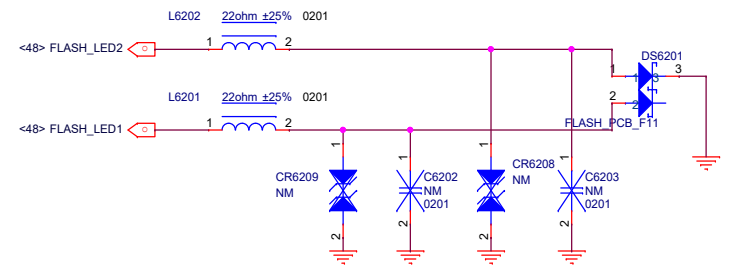 L6202 22ohm ±25% 0201
<48> FLASH_LED2 1 2
DS6201
1 1 3 3
L6201 22ohm ±25% 0201
2 2
<48> FLASH_LED1 1 2
FLASH_PCB_F11
1 1 1 1
CR6209
NM
C6202
NM
0201
CR6208
NM
C6203
NM
0201
2 2 2 2